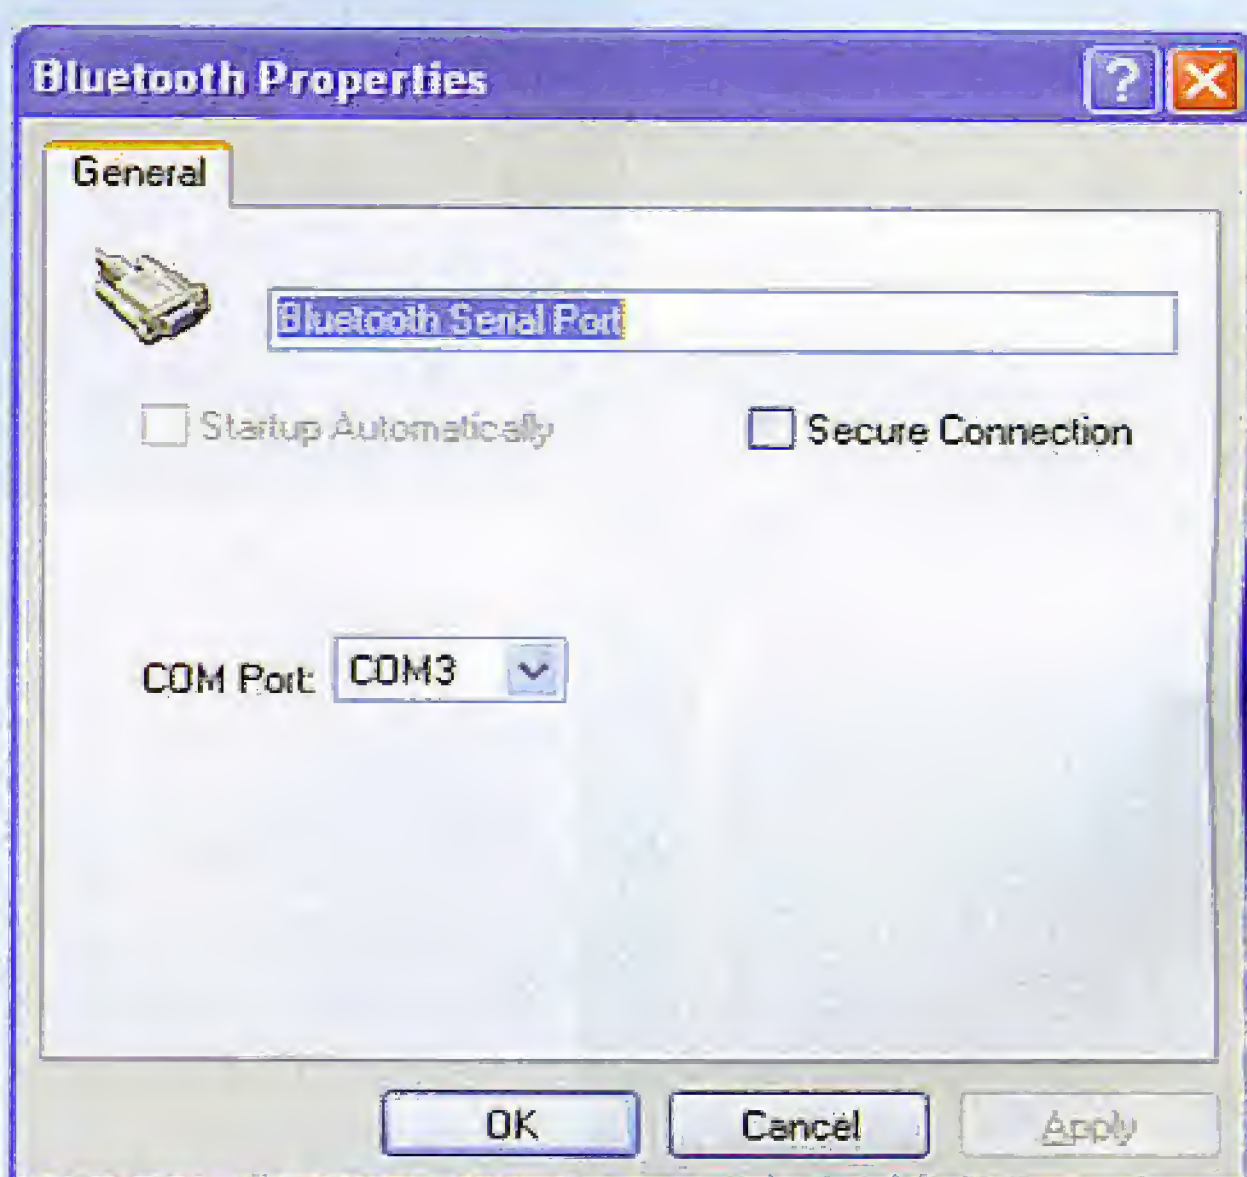 Bluetooth Properties
?
General
Bluetooth Serial Port
Startup Automatically
Secure Connection
COM Port: COM3
OK Cancel Apply